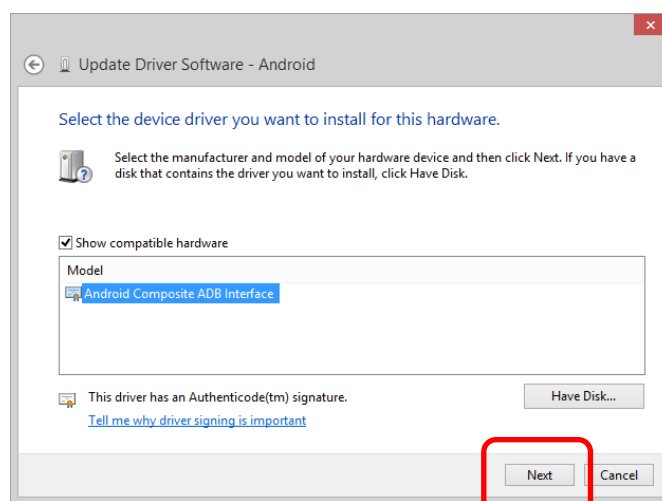 Update Driver Software - Android
Select the device driver you want to install for this hardware.
Select the manufacturer and model of your hardware device and then click Next. If you have a
disk that contains the driver you want to install, click Have Disk.
Show compatible hardware
Model
Android Composite ADB Interface
This driver has an Authenticode(tm) signature.
Have Disk...
Tell me why driver signing is important
Next
Cancel